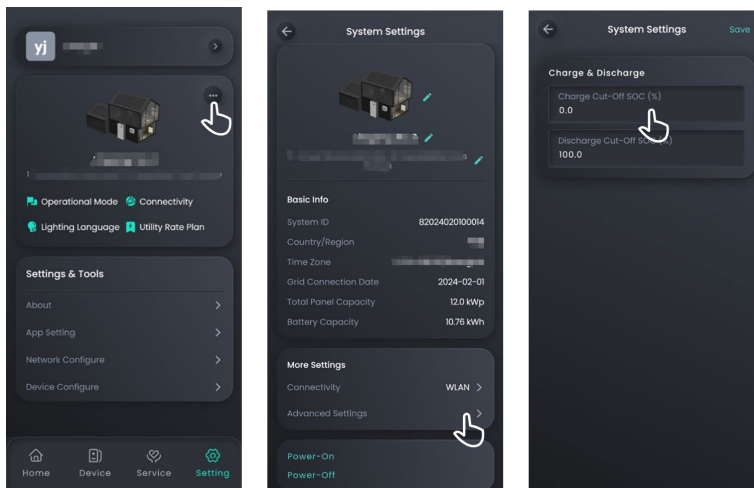 yj
Operational Mode
Connectivity
Lighting Language
Utility Rate Plan
Settings & Tools
About
App Setting
Network Configure
Device Configure
Home
Device
Service
Setting
System Settings
Basic Info
System ID 82024020100014
Country/Region
Time Zone
Grid Connection Date 2024-02-01
Total Panel Capacity 12.0 kWp
Battery Capacity 10.76 kWh
More Settings
Connectivity WLAN
Advanced Settings
Power-On
Power-Off
System Settings Save
Charge & Discharge
Charge Cut-Off SOC (%)
0.0
Discharge Cut-Off SOC (%)
100.0